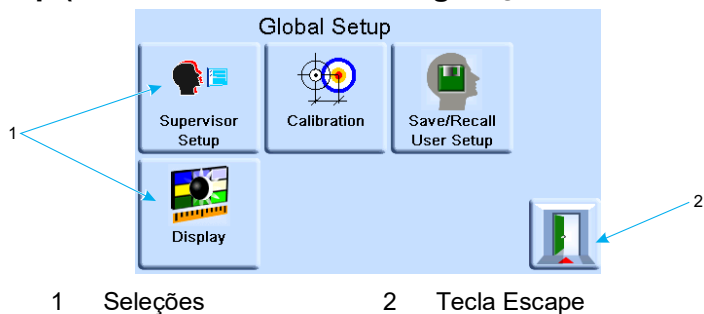 Global Setup
Supervisor
Setup
Calibration
Save/Recall
User Setup
1
Display
2
1 Seleções 2 Tecla Escape